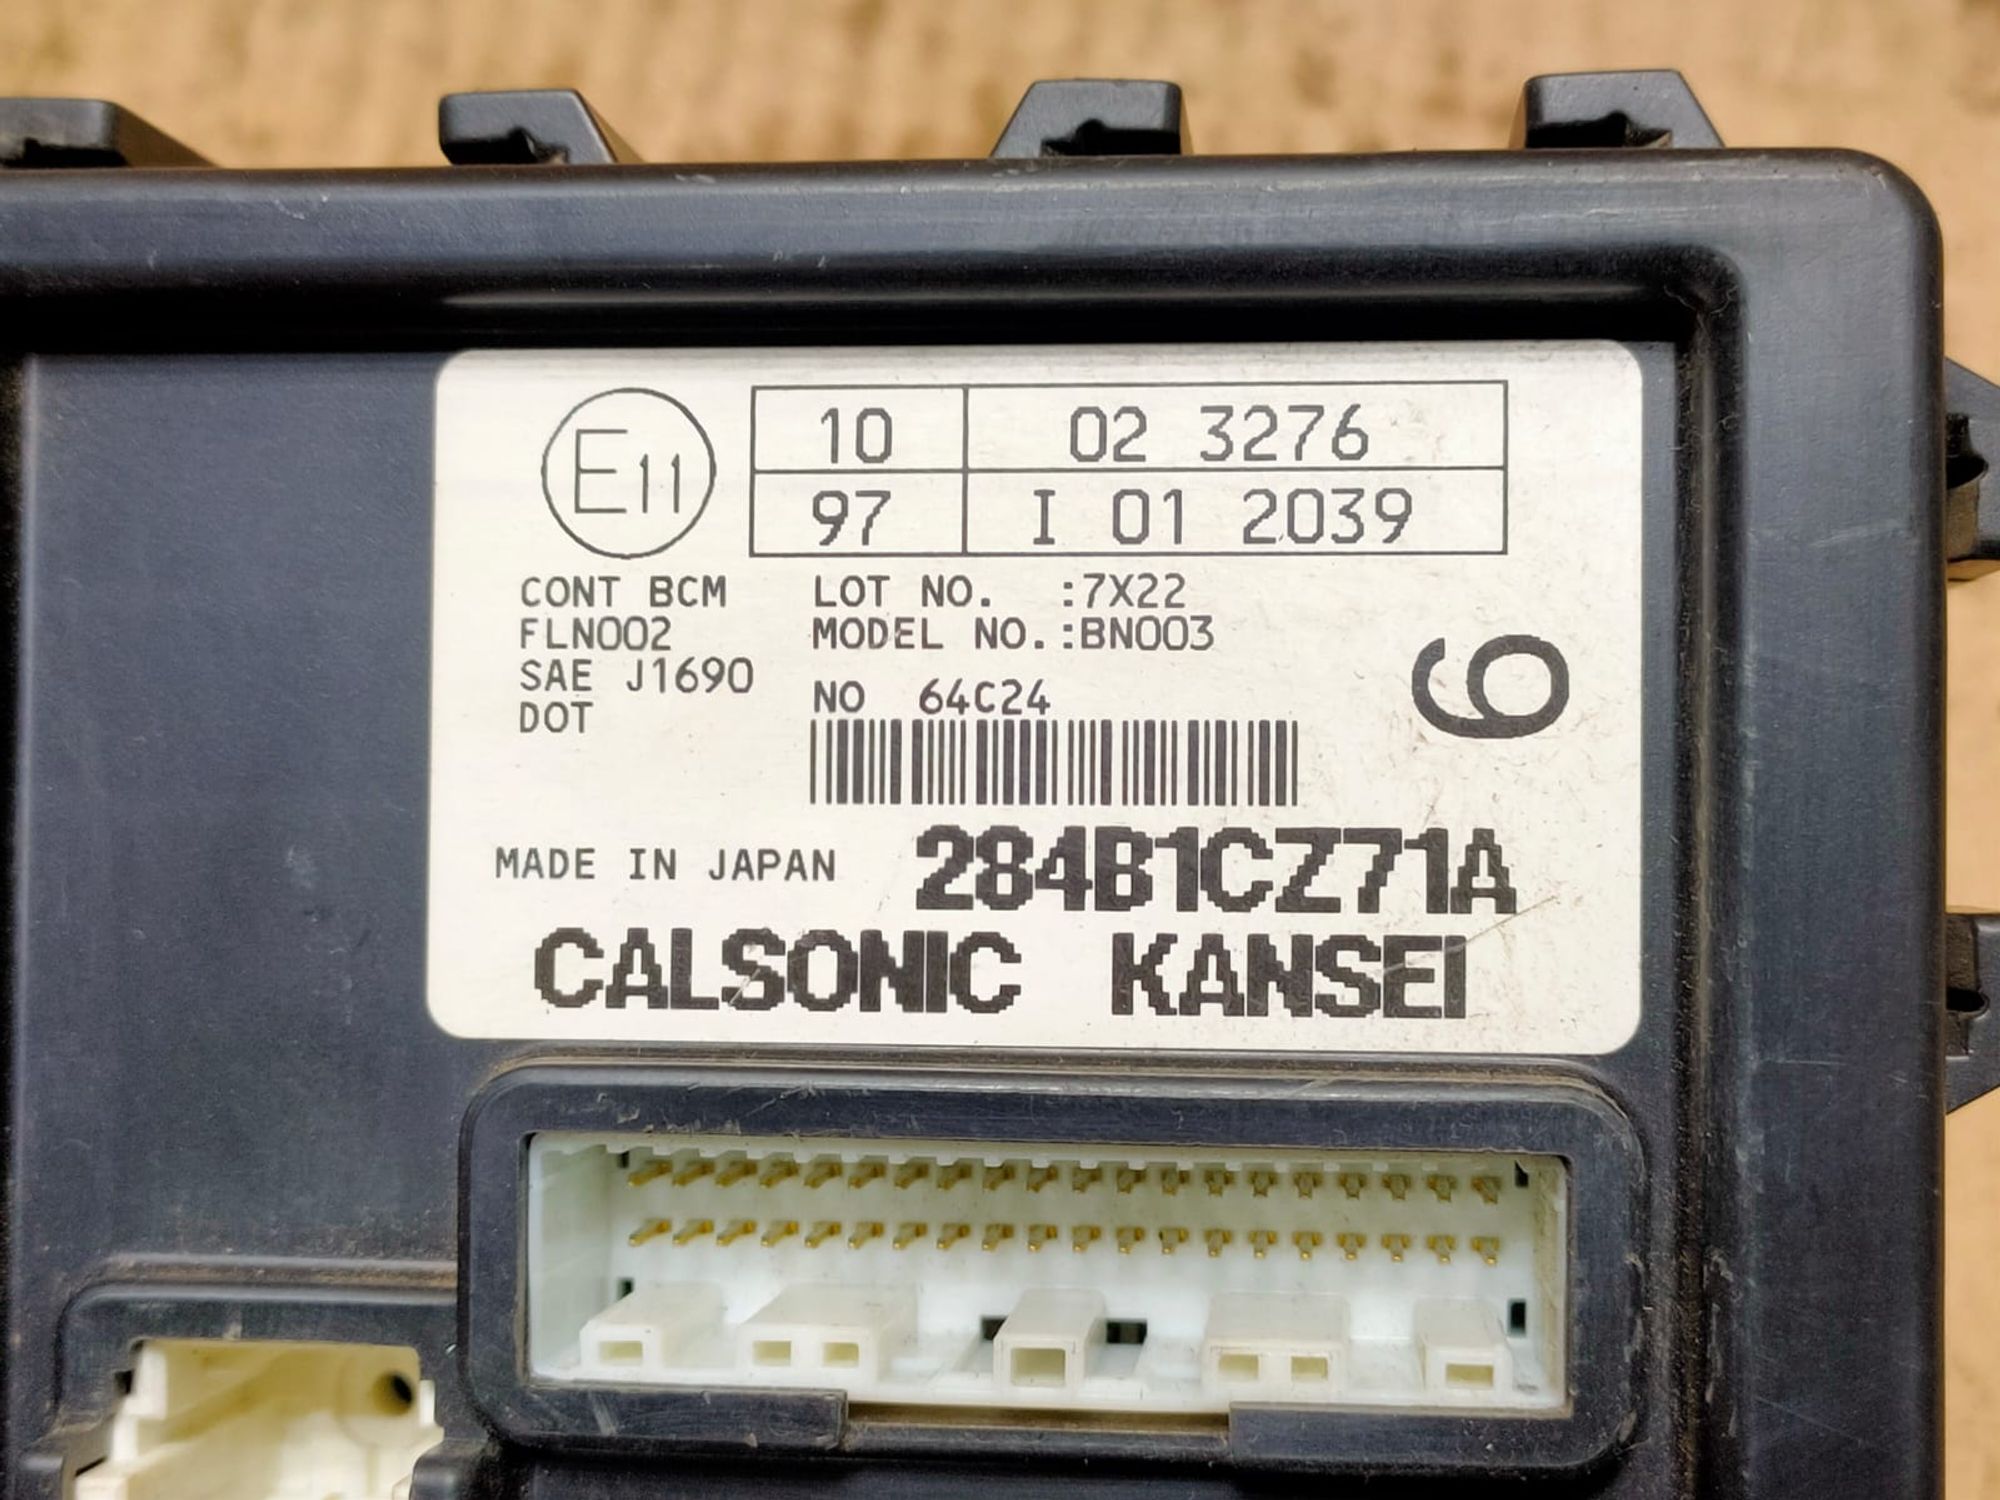 E11
10 02 3276
97 I 01 2039
CONT BCM LOT NO. :7X22
FLN002 MODEL NO.:BN003
SAE J1690
NO 64C24
DOT
6
MADE IN JAPAN 284B1CZ71A
CALSONIC KANSEI